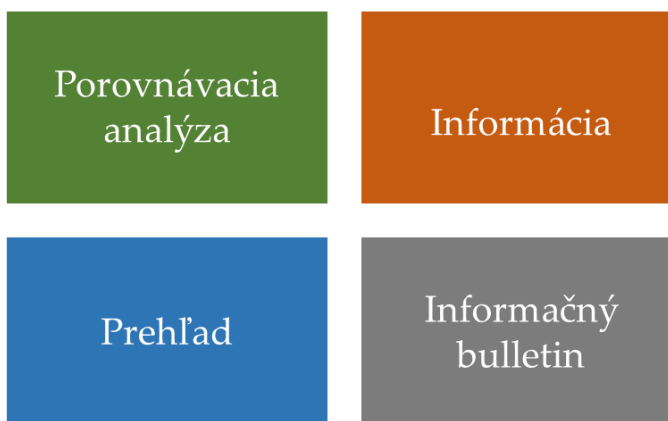 Porovnávacia
analýza
Informácia
Prehľad
Informačný
bulletin